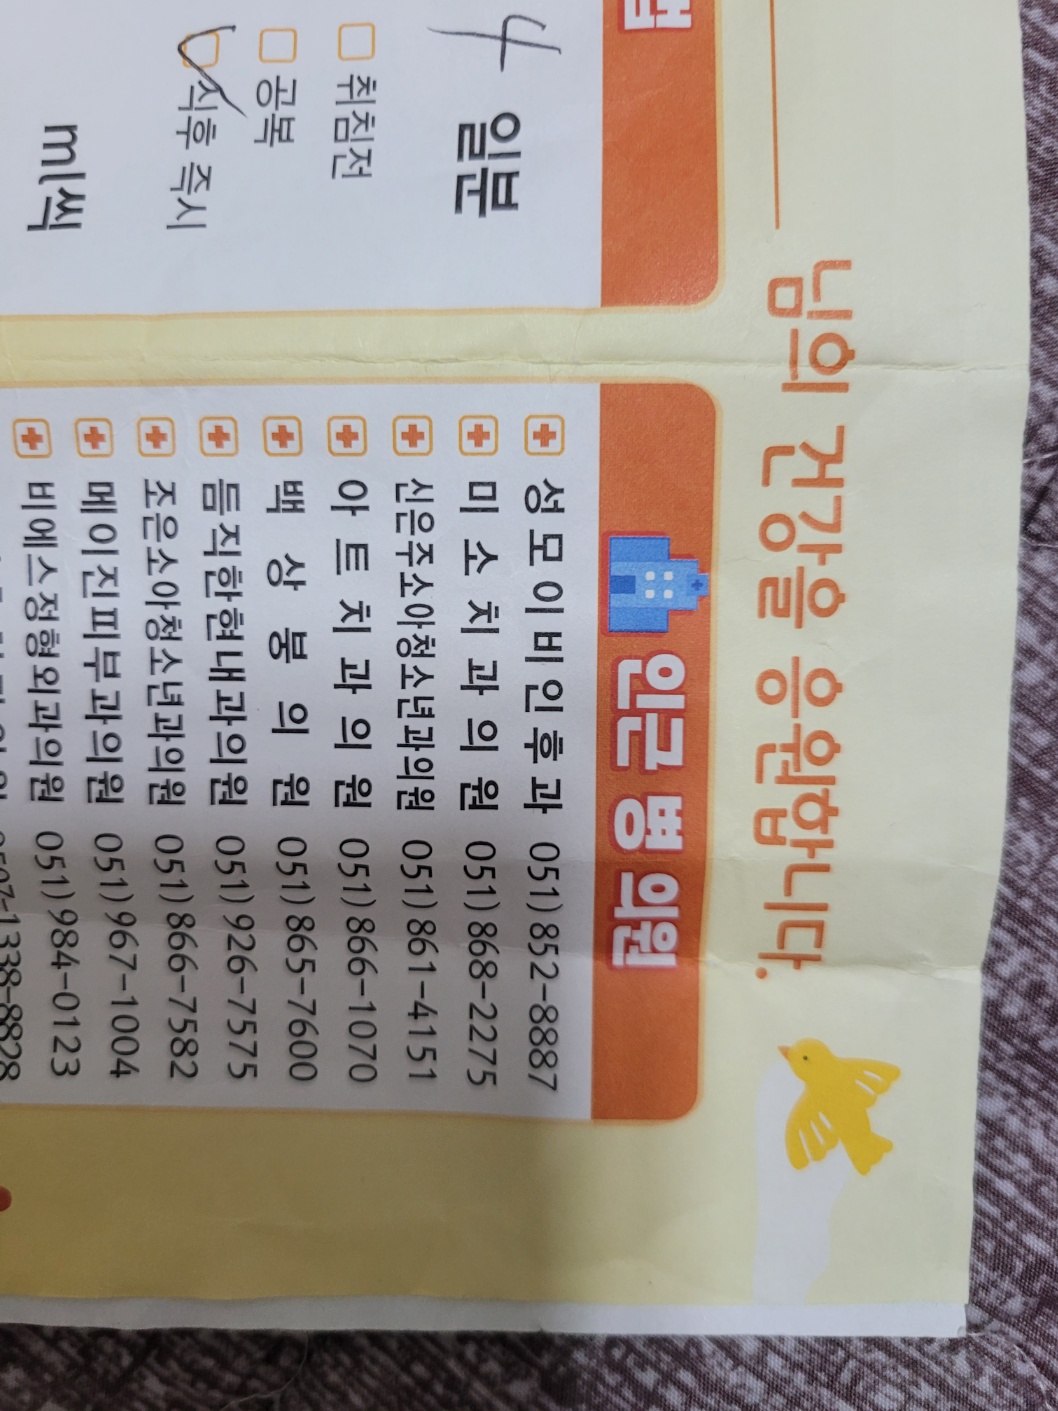 님의 건강을 응원합니다.
4 일분
취침전
공복
식후 즉시
ml씩
인근 병 의원
성모이비인후과 051)852-8887
미소치과의원 051)868-2275
신은주소아청소년과의원 051)861-4151
아트치과의원 051)866-1070
백상봉의원 051)865-7600
듬직한현내과의원 051)926-7575
조은소아청소년과의원 051)866-7582
메이진피부과의원 051)967-1004
비에스정형외과의원 051)984-0123
0507-1338-8828